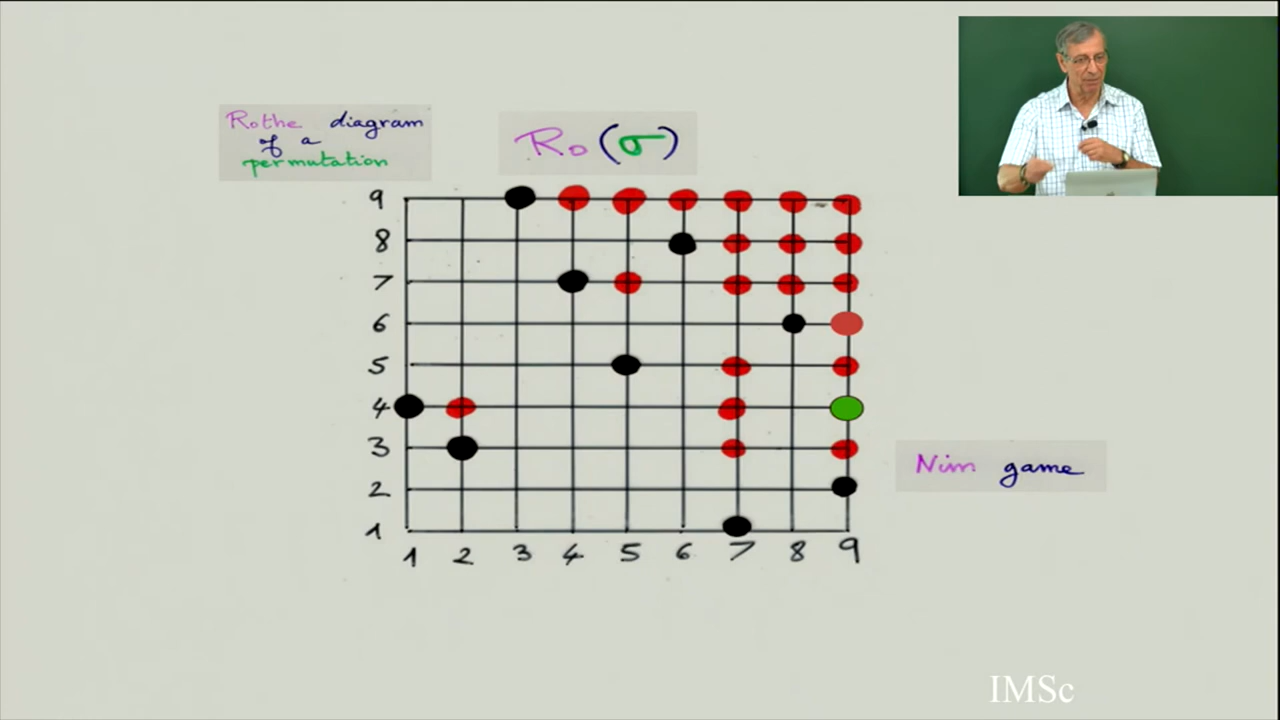 Rothe diagram
of a
permutation
Ro(σ)
9
8
7
6
5
4
3
2
1
1 2 3 4 5 6 7 8 9
Nim game
IMSc